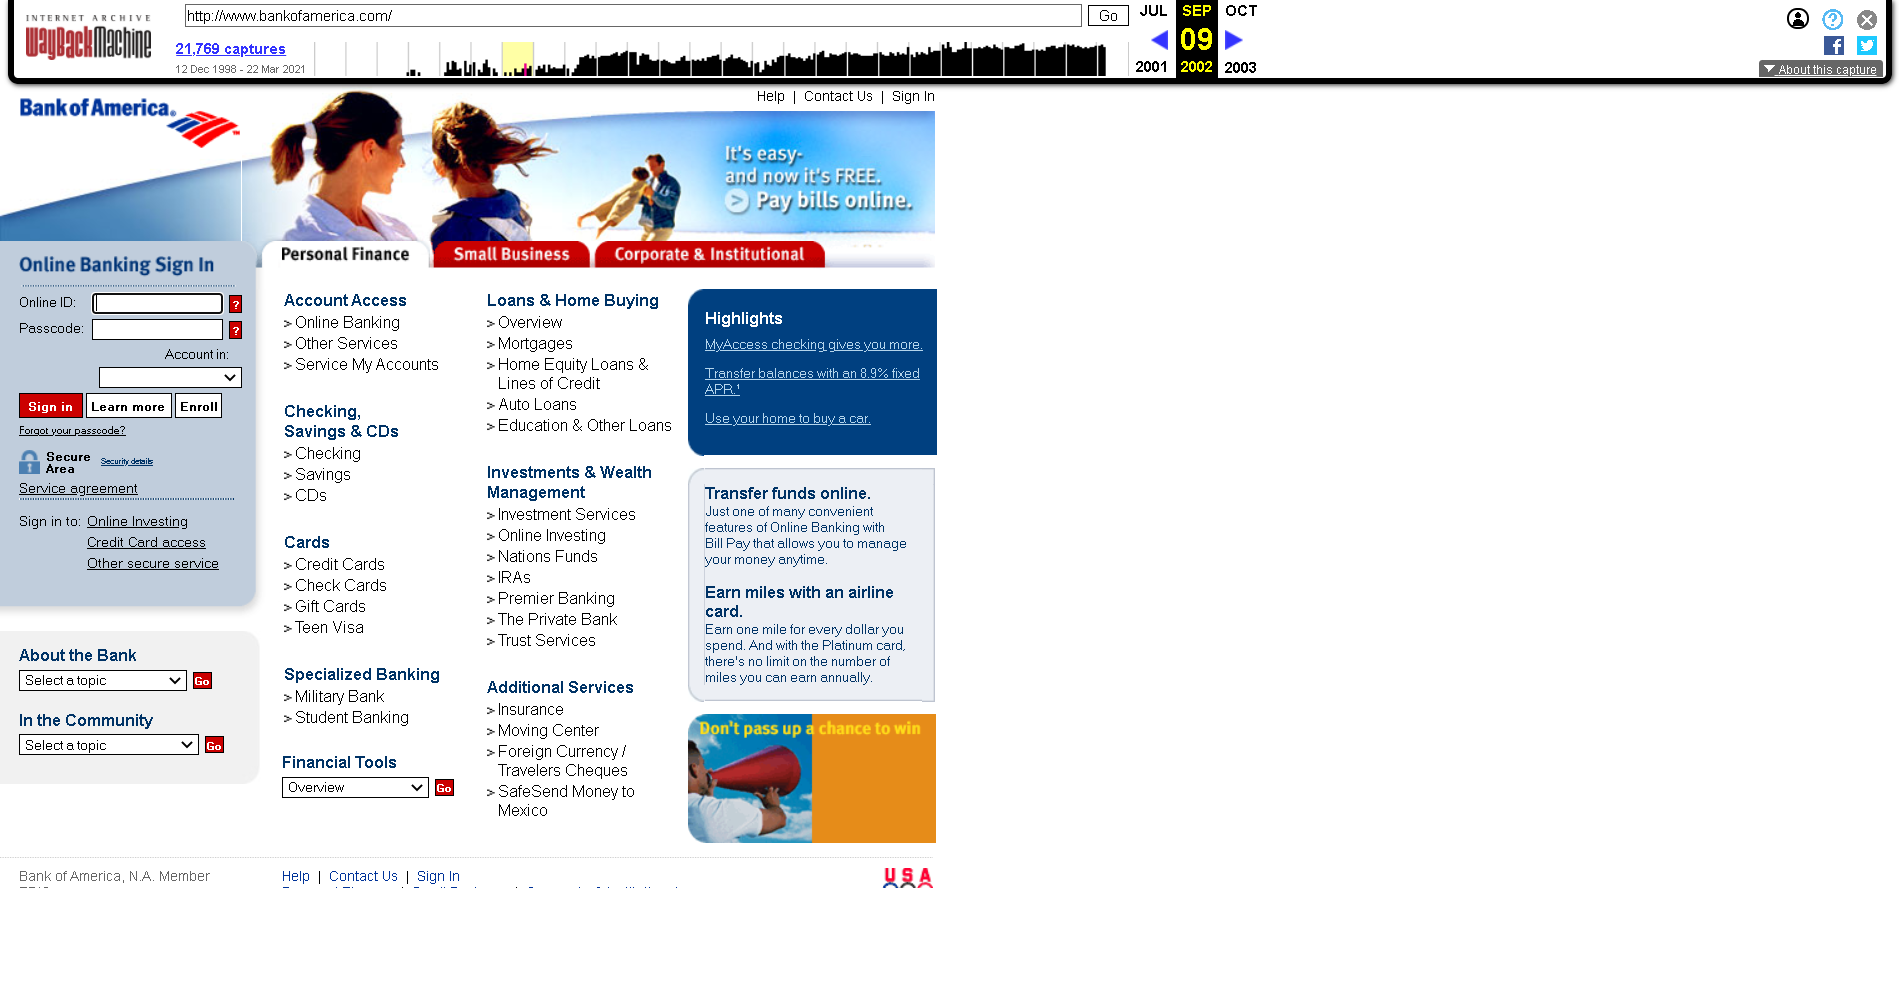 INTERNET ARCHIVE
WayBackMachine
http://www.bankofamerica.com/
Go
JUL
SEP
OCT
21,769 captures
09
12 Dec 1998 - 22 Mar 2021
2001
2002
2003
About this capture
Bank of America
Help | Contact Us | Sign In
It's easy-
and now it's FREE.
> Pay bills online.
Personal Finance
Small Business
Corporate & Institutional
Online Banking Sign In
Online ID:
?
Passcode:
?
Account in:
Sign in
Learn more
Enroll
Forgot your passcode?
Secure
Area
Security details
Service agreement
Sign in to: Online Investing
Credit Card access
Other secure service
About the Bank
Select a topic
Go
In the Community
Select a topic
Go
Account Access
> Online Banking
> Other Services
> Service My Accounts
Checking,
Savings & CDs
> Checking
> Savings
> CDs
Cards
> Credit Cards
> Check Cards
> Gift Cards
> Teen Visa
Specialized Banking
> Military Bank
> Student Banking
Financial Tools
Overview
Go
Loans & Home Buying
> Overview
> Mortgages
> Home Equity Loans &
Lines of Credit
> Auto Loans
> Education & Other Loans
Investments & Wealth
Management
> Investment Services
> Online Investing
> Nations Funds
> IRAs
> Premier Banking
> The Private Bank
> Trust Services
Additional Services
> Insurance
> Moving Center
> Foreign Currency /
Travelers Cheques
> SafeSend Money to
Mexico
Highlights
MyAccess checking gives you more.
Transfer balances with an 8.9% fixed
APR.¹
Use your home to buy a car.
Transfer funds online.
Just one of many convenient
features of Online Banking with
Bill Pay that allows you to manage
your money anytime.
Earn miles with an airline
card.
Earn one mile for every dollar you
spend. And with the Platinum card,
there's no limit on the number of
miles you can earn annually.
Don't pass up a chance to win
Bank of America, N.A. Member
Help | Contact Us | Sign In
USA